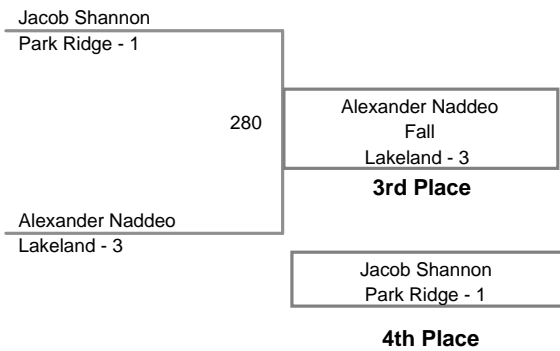 Jacob Shannon
Park Ridge - 1
280
Alexander Naddeo
Fall
Lakeland - 3
3rd Place
Alexander Naddeo
Lakeland - 3
Jacob Shannon
Park Ridge - 1
4th Place